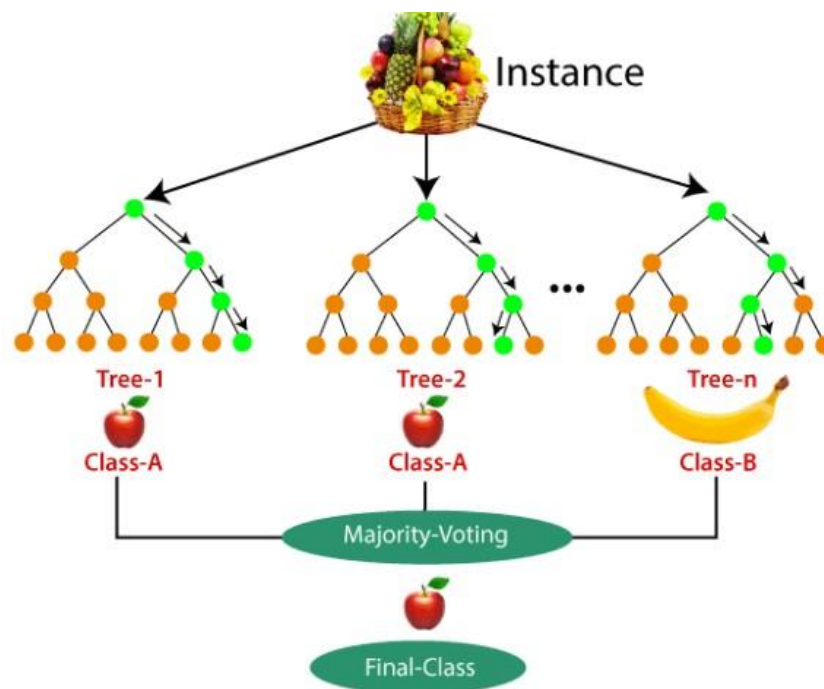 Instance
...
Tree-1
Tree-2
Tree-n
Class-A
Class-A
Class-B
Majority-Voting
Final-Class